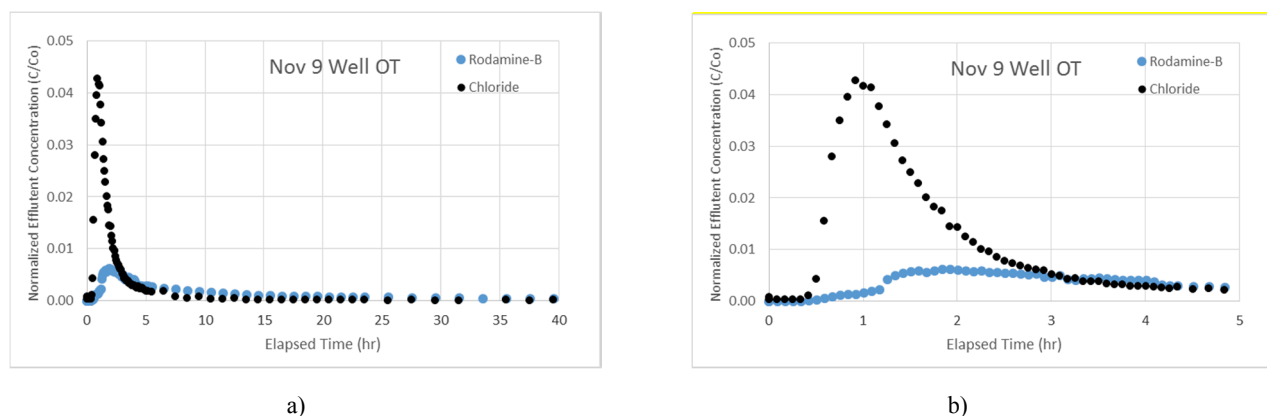 0.05
0.04
0.03
0.02
0.01
0.00
Normalized Efflutent Concentration (C/Co)
Nov 9 Well OT
Rodamine-B
Chloride
0 5 10 15 20 25 30 35 40
Elapsed Time (hr)
a)
0.05
0.04
0.03
0.02
0.01
0.00
Normalized Efflutent Concentration (C/Co)
Nov 9 Well OT
Rodamine-B
Chloride
0 1 2 3 4 5
Elapsed Time (hr)
b)